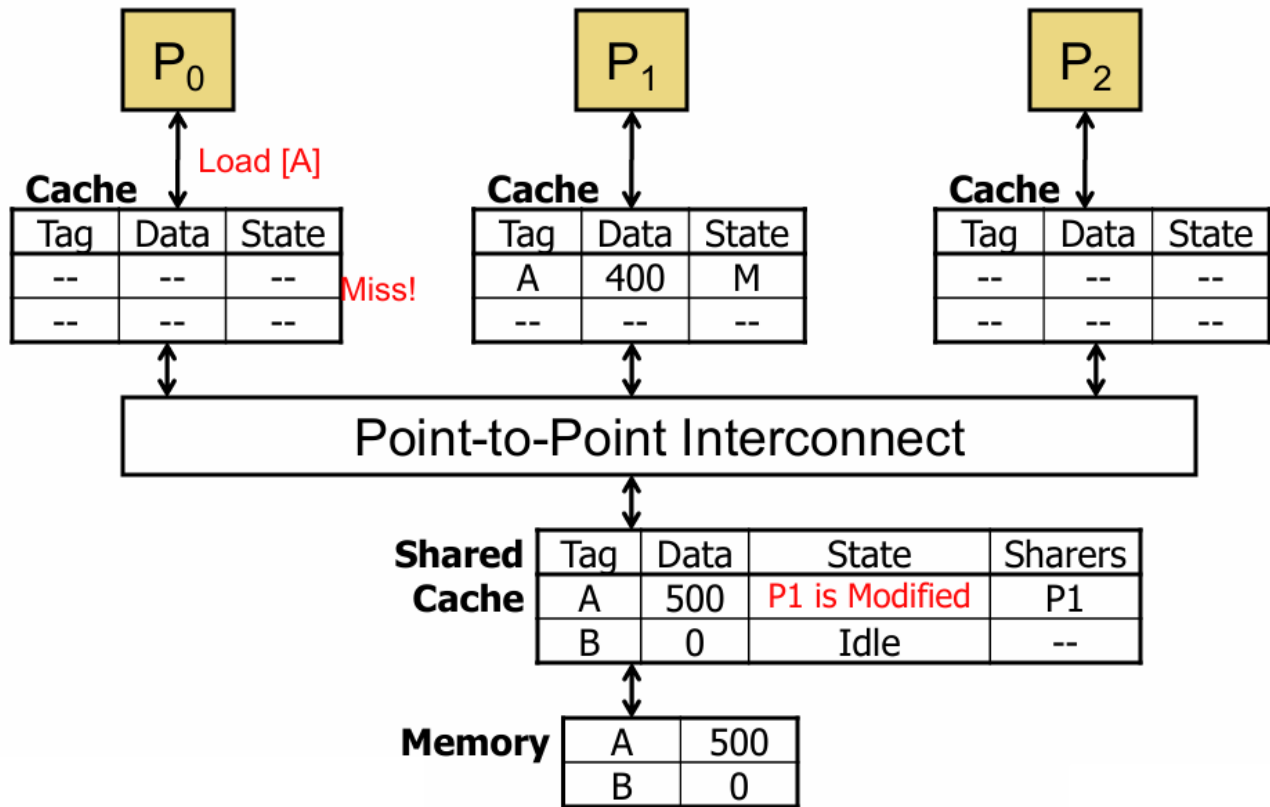 P0 P1 P2
Load [A]
Cache Cache Cache
Tag Data State Tag Data State Tag Data State
-- -- -- A 400 M -- -- --
Miss!
-- -- -- -- -- -- -- -- --
Point-to-Point Interconnect
Shared Tag Data State Sharers
Cache A 500 P1 is Modified P1
B 0 Idle --
Memory A 500
B 0